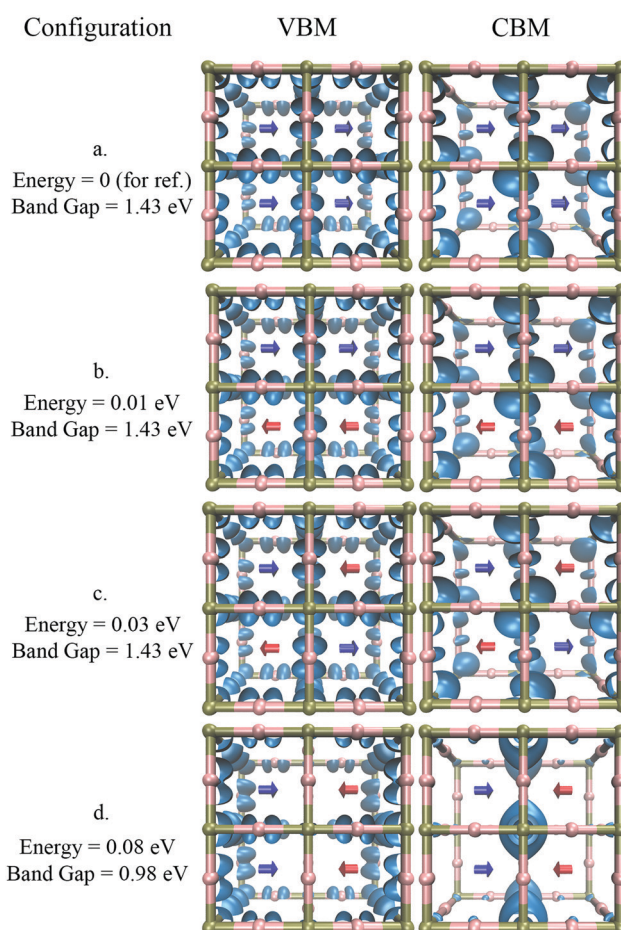 Configuration VBM CBM
a.
Energy = 0 (for ref.)
Band Gap = 1.43 eV
b.
Energy = 0.01 eV
Band Gap = 1.43 eV
c.
Energy = 0.03 eV
Band Gap = 1.43 eV
d.
Energy = 0.08 eV
Band Gap = 0.98 eV